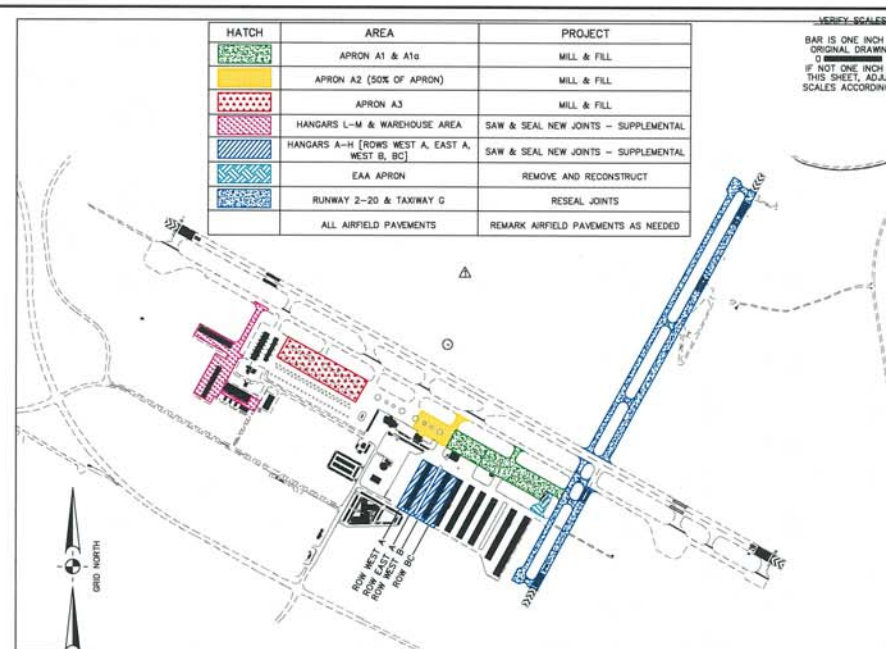 HATCH AREA PROJECT
APRON A1 & A1a MILL & FILL
APRON A2 (50% OF APRON) MILL & FILL
APRON A3 MILL & FILL
HANGARS L-M & WAREHOUSE AREA SAW & SEAL NEW JOINTS - SUPPLEMENTAL
HANGARS A-H [ROWS WEST A, EAST A,
WEST B, BC] SAW & SEAL NEW JOINTS - SUPPLEMENTAL
EAA APRON REMOVE AND RECONSTRUCT
RUNWAY 2-20 & TAXIWAY G RESEAL JOINTS
ALL AIRFIELD PAVEMENTS REMARK AIRFIELD PAVEMENTS AS NEEDED
VERIFY SCALES
BAR IS ONE INCH
ORIGINAL DRAWIN
0
IF NOT ONE INCH
THIS SHEET, ADJU
SCALES ACCORDING
ROW WEST A
ROW EAST A
ROW WEST B
ROW BC
GRID NORTH